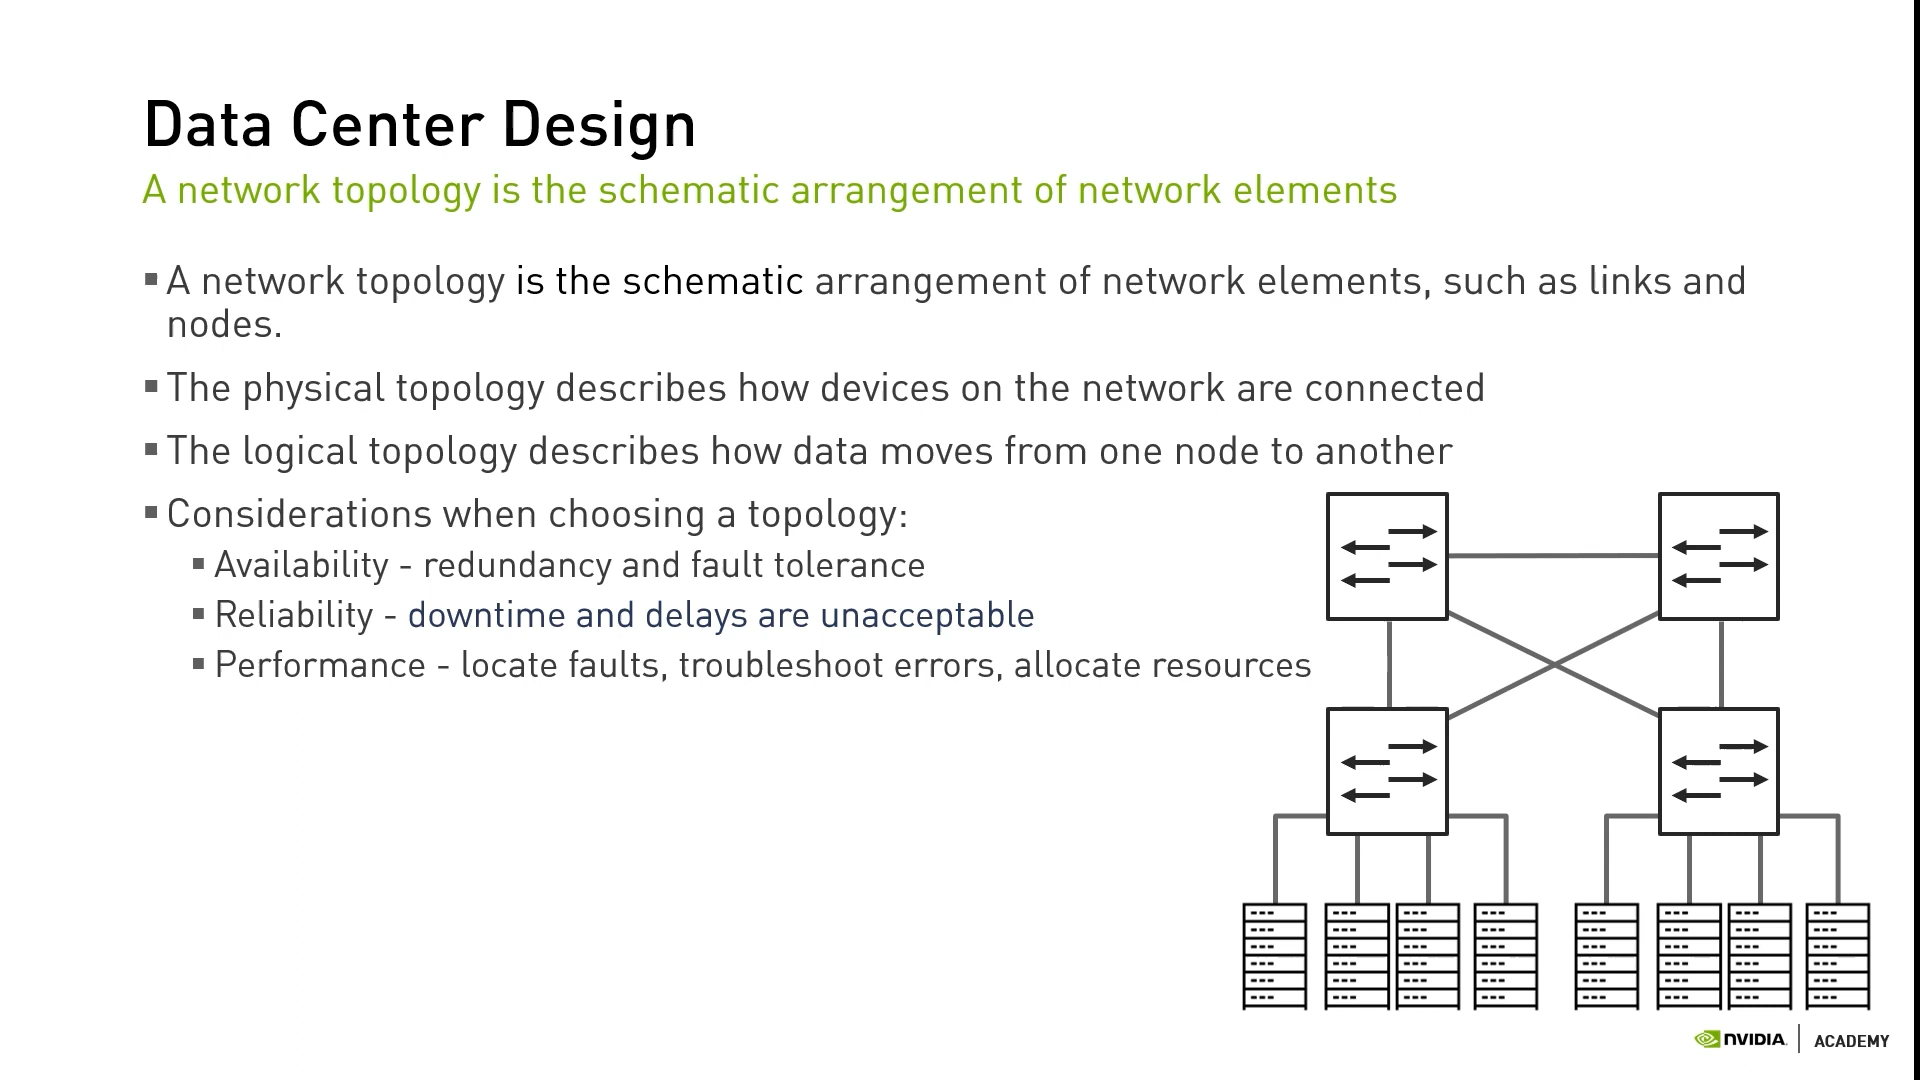 Data Center Design
A network topology is the schematic arrangement of network elements
▪ A network topology is the schematic arrangement of network elements, such as links and
nodes.
▪ The physical topology describes how devices on the network are connected
▪ The logical topology describes how data moves from one node to another
▪ Considerations when choosing a topology:
▪ Availability - redundancy and fault tolerance
▪ Reliability - downtime and delays are unacceptable
▪ Performance - locate faults, troubleshoot errors, allocate resources
NVIDIA. | ACADEMY